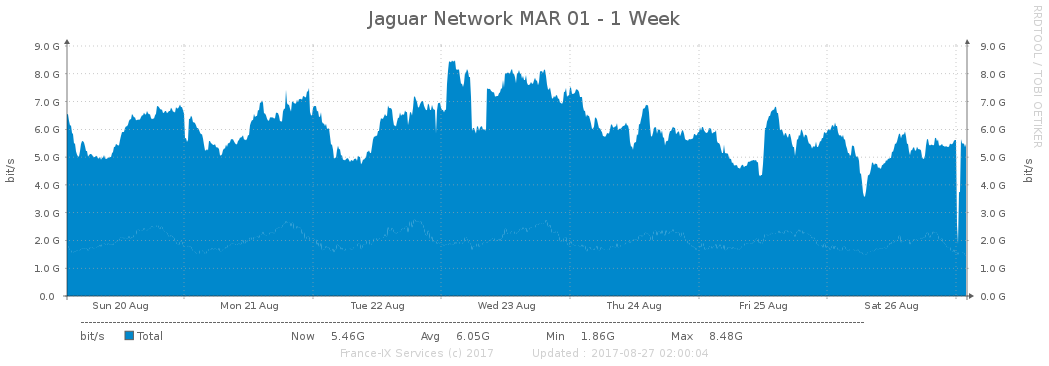 Jaguar Network MAR 01 - 1 Week
RRDTOOL / TOBI OETIKER
bit/s
9.0 G 9.0 G
8.0 G 8.0 G
7.0 G 7.0 G
6.0 G 6.0 G
5.0 G 5.0 G
4.0 G 4.0 G
3.0 G 3.0 G
2.0 G 2.0 G
1.0 G 1.0 G
0.0 0.0 G
bit/s
Sun 20 Aug Mon 21 Aug Tue 22 Aug Wed 23 Aug Thu 24 Aug Fri 25 Aug Sat 26 Aug
bit/s Total Now 5.46G Avg 6.05G Min 1.86G Max 8.48G
France-IX Services (c) 2017 Updated : 2017-08-27 02:00:04